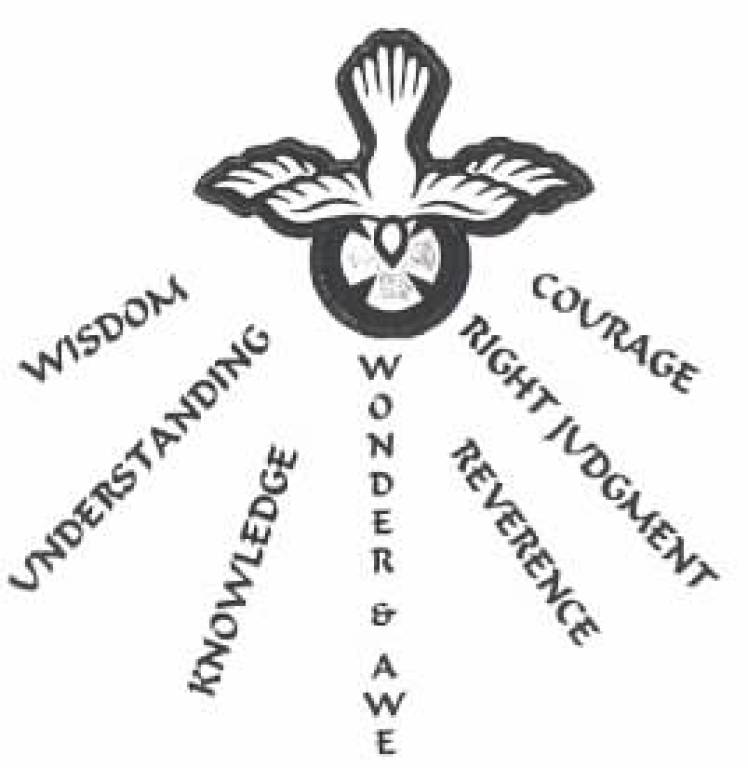 WISDOM
UNDERSTANDING
KNOWLEDGE
WONDER & AWE
REVERENCE
RIGHT JUDGMENT
COURAGE